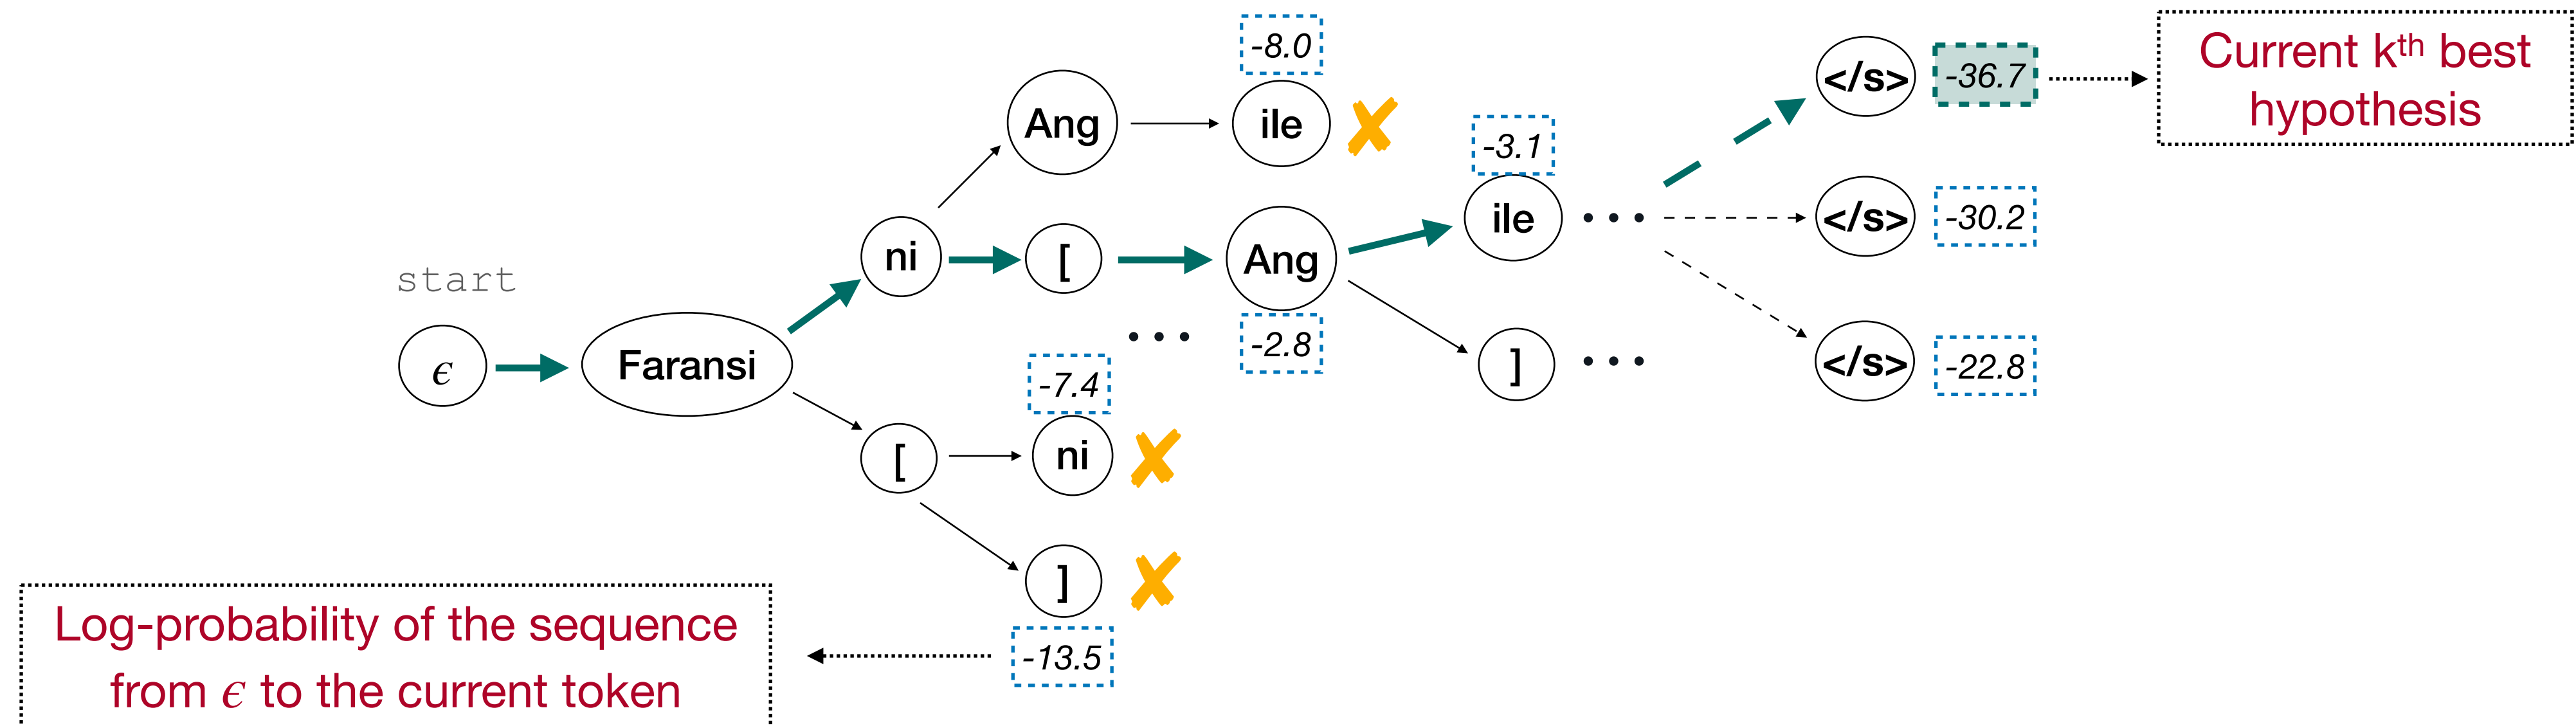 -8.0
Current kth best
hypothesis
</s> -36.7
Ang
ile
✘
-3.1
ile
</s> -30.2
ni
[
Ang
start
-2.8
ϵ
Faransi
]
</s> -22.8
-7.4
[
ni
✘
]
✘
-13.5
Log-probability of the sequence
from ϵ to the current token